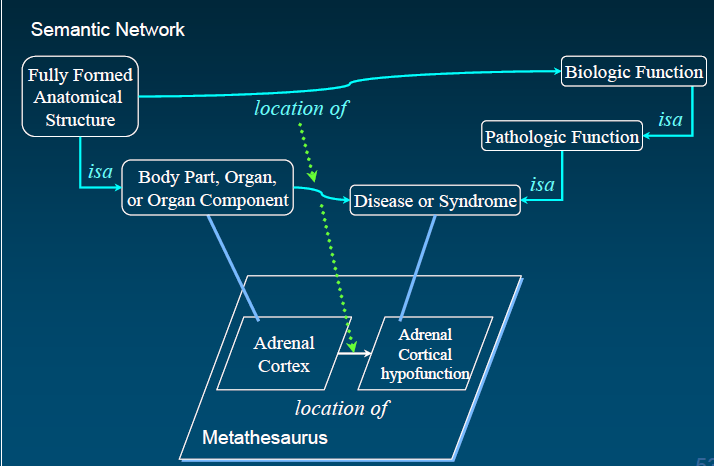 Semantic Network
Fully Formed
Anatomical
Structure
Biologic Function
location of
isa
Pathologic Function
isa
Body Part, Organ,
or Organ Component
isa
Disease or Syndrome
Adrenal
Cortex
Adrenal
Cortical
hypofunction
location of
Metathesaurus